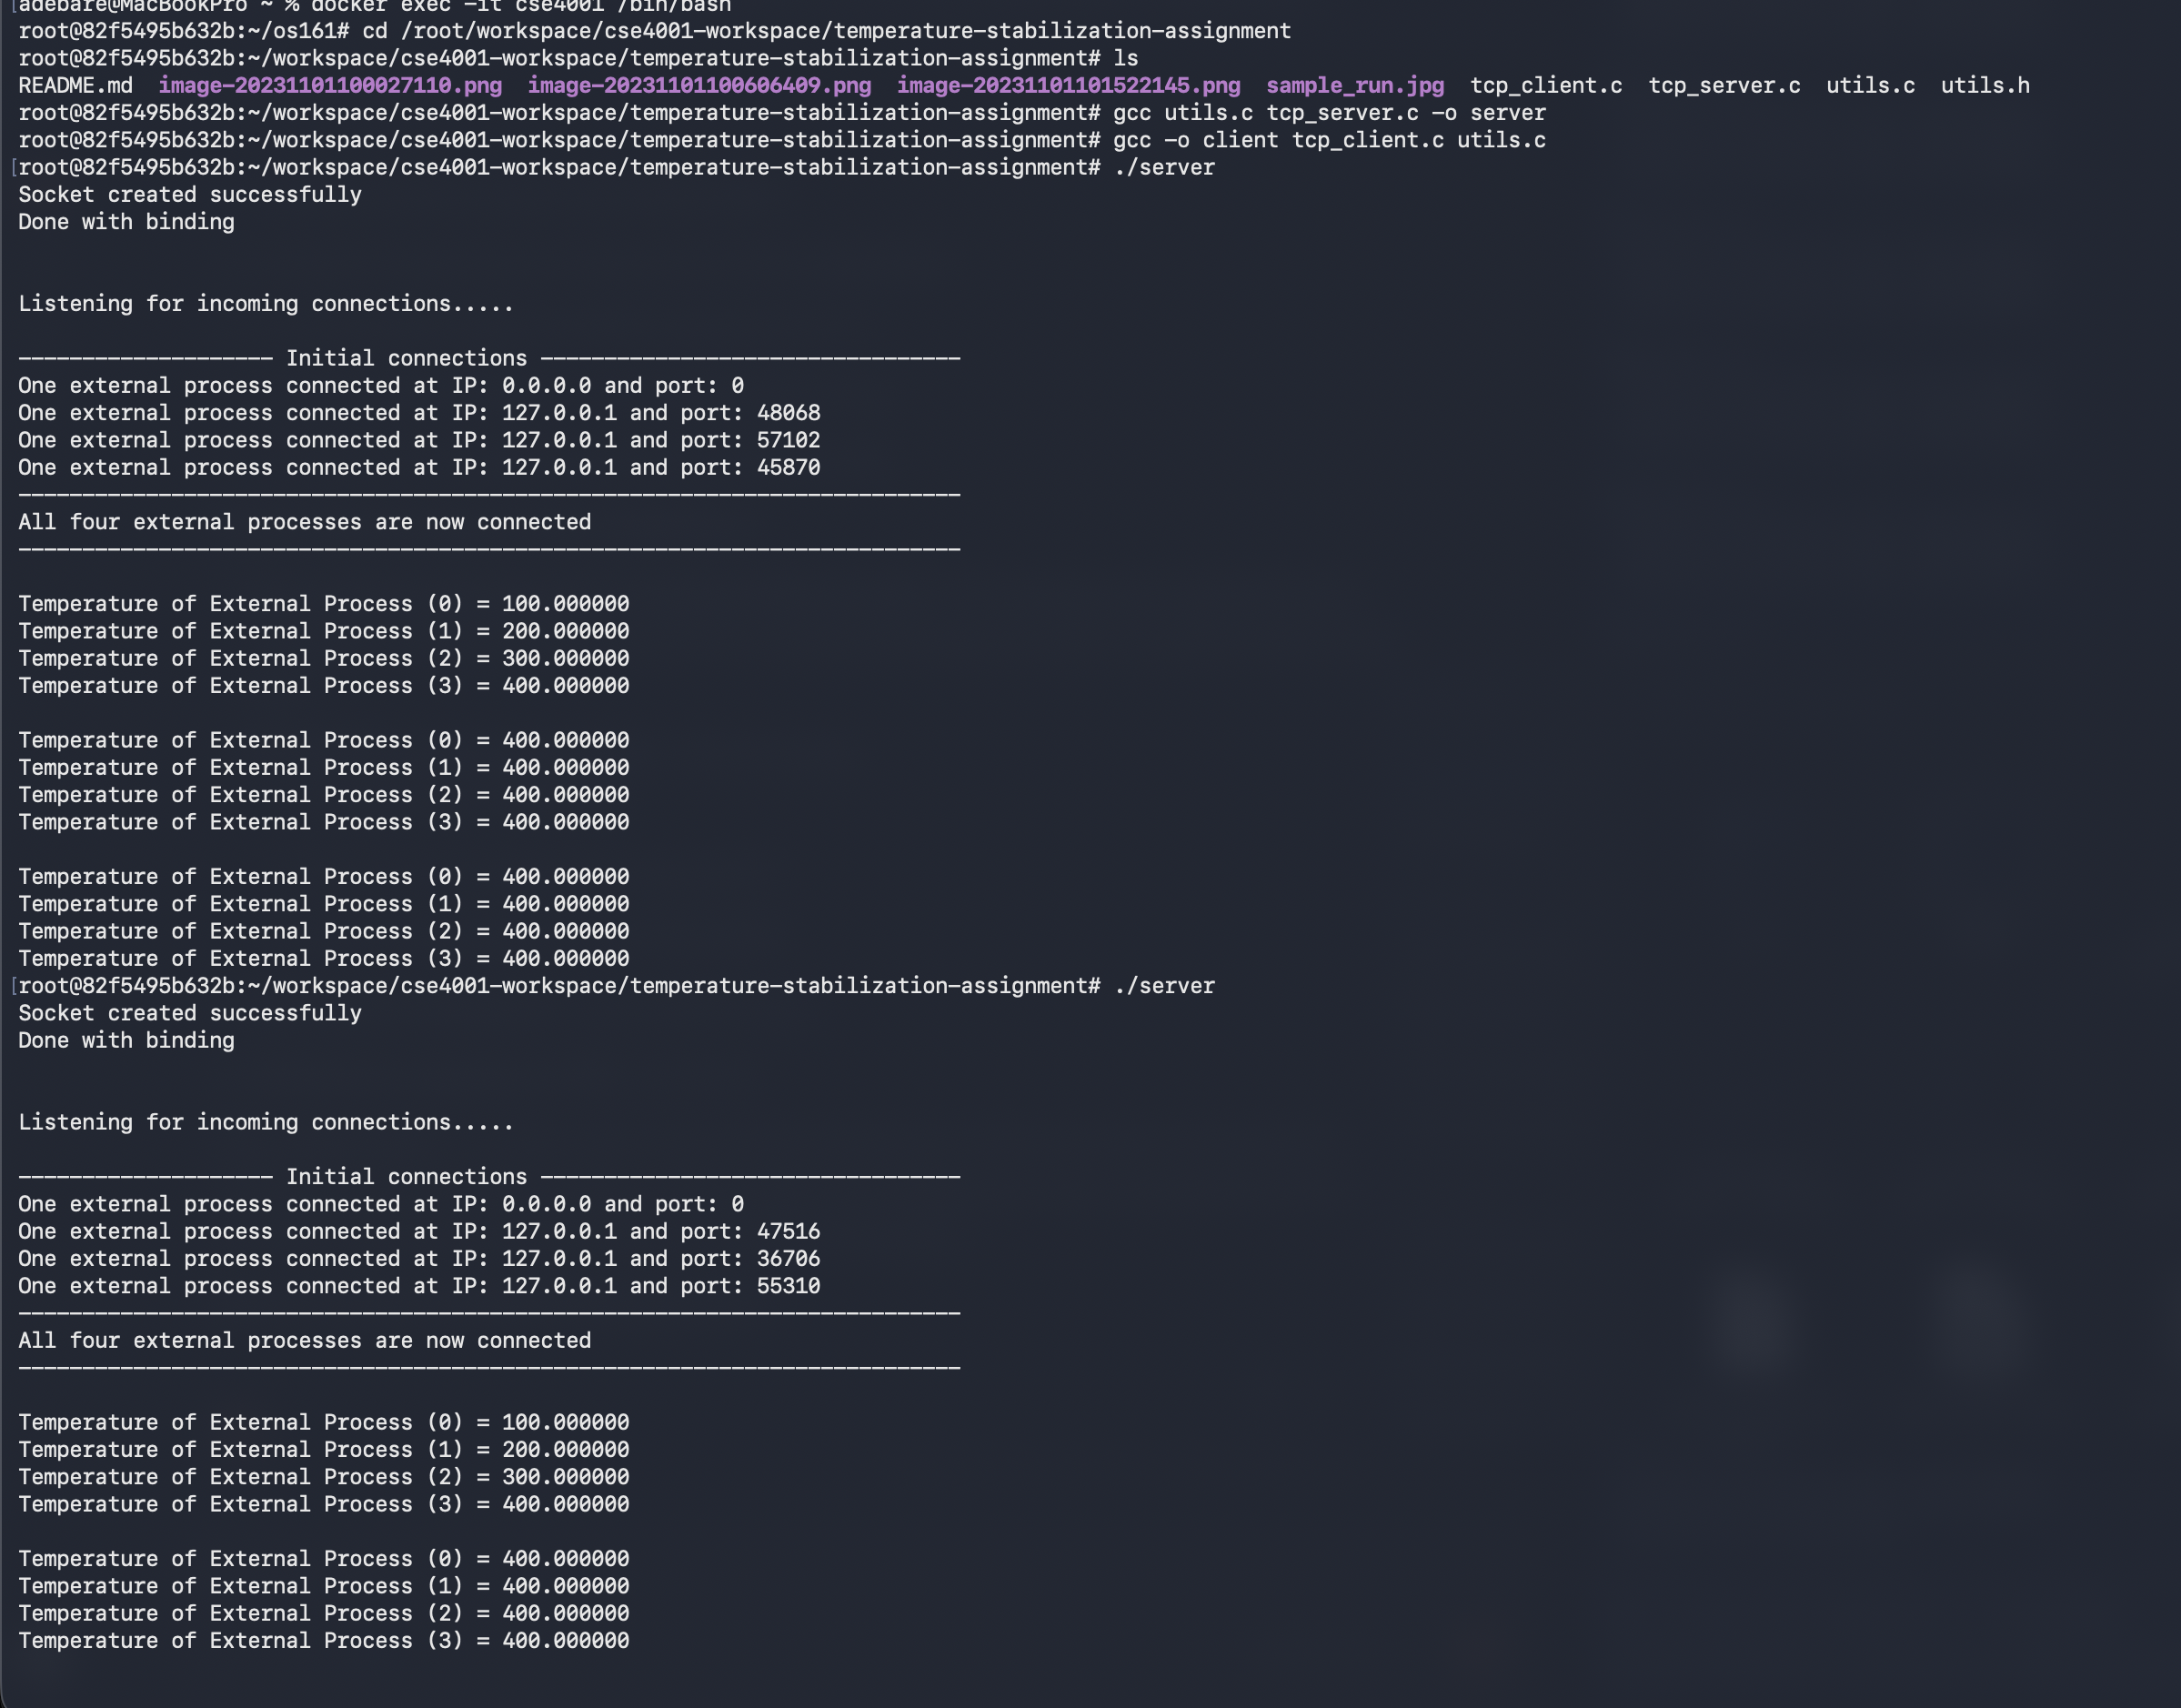 [adebare@MacBookPro ~ % docker exec -it cse4001 /bin/bash
root@82f5495b632b:~/os161# cd /root/workspace/cse4001-workspace/temperature-stabilization-assignment
root@82f5495b632b:~/workspace/cse4001-workspace/temperature-stabilization-assignment# ls
README.md  image-20231101100027110.png  image-20231101100606409.png  image-20231101101522145.png  sample_run.jpg  tcp_client.c  tcp_server.c  utils.c  utils.h
root@82f5495b632b:~/workspace/cse4001-workspace/temperature-stabilization-assignment# gcc utils.c tcp_server.c -o server
root@82f5495b632b:~/workspace/cse4001-workspace/temperature-stabilization-assignment# gcc -o client tcp_client.c utils.c
[root@82f5495b632b:~/workspace/cse4001-workspace/temperature-stabilization-assignment# ./server
Socket created successfully
Done with binding
Listening for incoming connections.....
-------------------- Initial connections ---------------------------------
One external process connected at IP: 0.0.0.0 and port: 0
One external process connected at IP: 127.0.0.1 and port: 48068
One external process connected at IP: 127.0.0.1 and port: 57102
One external process connected at IP: 127.0.0.1 and port: 45870
--------------------------------------------------------------------------
All four external processes are now connected
--------------------------------------------------------------------------
Temperature of External Process (0) = 100.000000
Temperature of External Process (1) = 200.000000
Temperature of External Process (2) = 300.000000
Temperature of External Process (3) = 400.000000
Temperature of External Process (0) = 400.000000
Temperature of External Process (1) = 400.000000
Temperature of External Process (2) = 400.000000
Temperature of External Process (3) = 400.000000
Temperature of External Process (0) = 400.000000
Temperature of External Process (1) = 400.000000
Temperature of External Process (2) = 400.000000
Temperature of External Process (3) = 400.000000
[root@82f5495b632b:~/workspace/cse4001-workspace/temperature-stabilization-assignment# ./server
Socket created successfully
Done with binding
Listening for incoming connections.....
-------------------- Initial connections ---------------------------------
One external process connected at IP: 0.0.0.0 and port: 0
One external process connected at IP: 127.0.0.1 and port: 47516
One external process connected at IP: 127.0.0.1 and port: 36706
One external process connected at IP: 127.0.0.1 and port: 55310
--------------------------------------------------------------------------
All four external processes are now connected
--------------------------------------------------------------------------
Temperature of External Process (0) = 100.000000
Temperature of External Process (1) = 200.000000
Temperature of External Process (2) = 300.000000
Temperature of External Process (3) = 400.000000
Temperature of External Process (0) = 400.000000
Temperature of External Process (1) = 400.000000
Temperature of External Process (2) = 400.000000
Temperature of External Process (3) = 400.000000